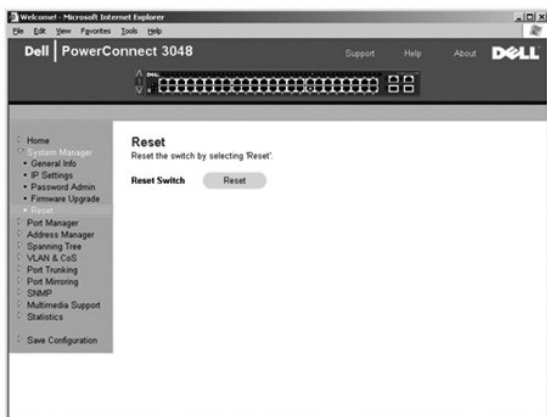 Welcome! - Microsoft Internet Explorer
File Edit View Favorites Tools Help
Dell | PowerConnect 3048
Support Help About DELL
Home
System Manager
General Info
IP Settings
Password Admin
Firmware Upgrade
Reset
Port Manager
Address Manager
Spanning Tree
VLAN & CoS
Port Trunking
Port Mirroring
SNMP
Multimedia Support
Statistics
Save Configuration
Reset
Reset the switch by selecting 'Reset'.
Reset Switch Reset